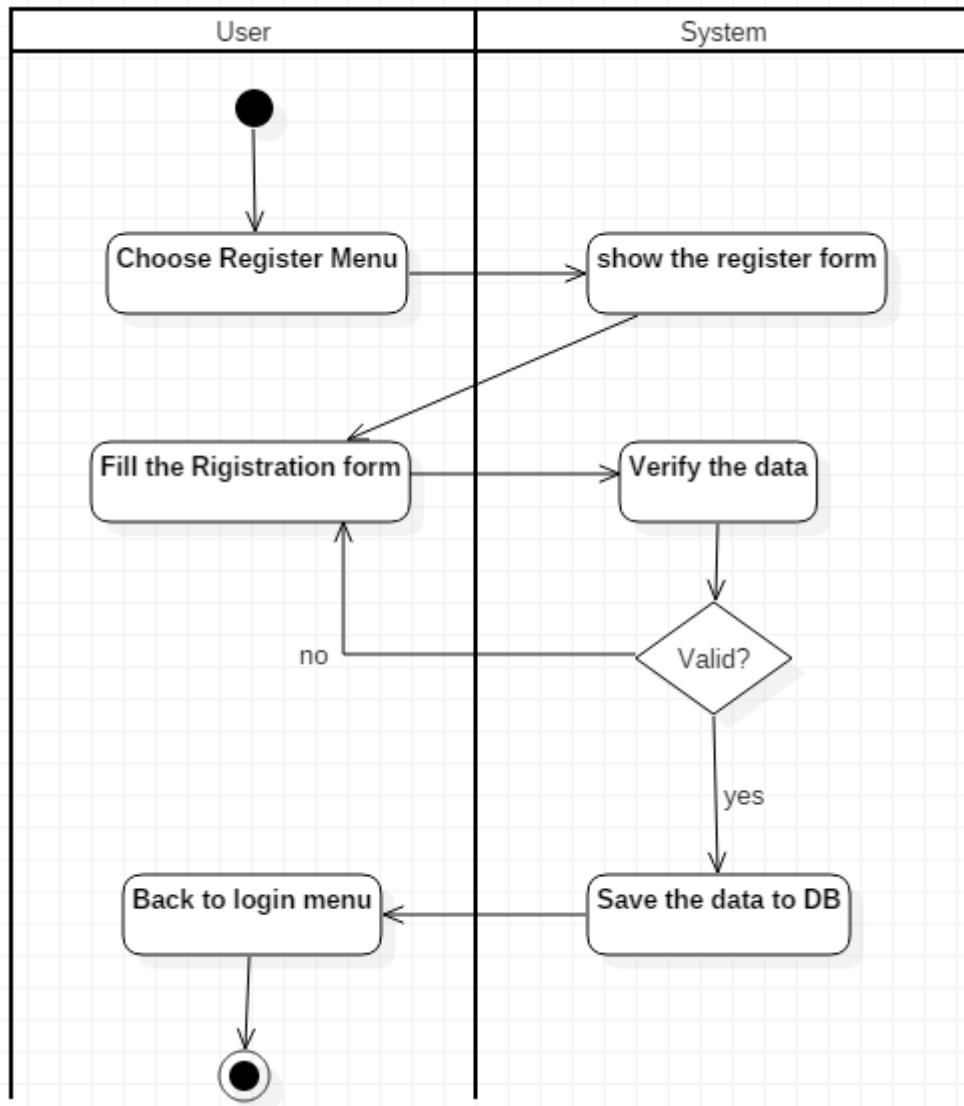 User
System
Choose Register Menu
show the register form
Fill the Rigistration form
Verify the data
Valid?
no
yes
Back to login menu
Save the data to DB